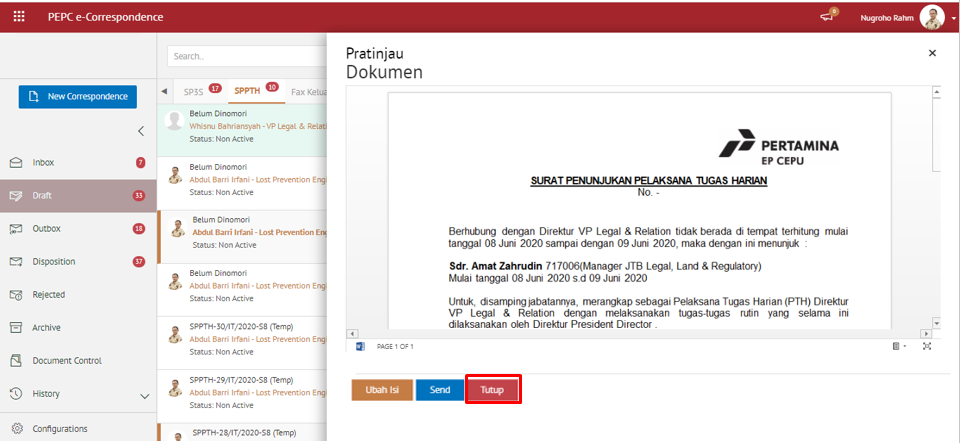 PEPC e-Correspondence
0
Nugroho Rahm
New Correspondence
Inbox
7
Draft
33
Outbox
18
Disposition
37
Rejected
Archive
Document Control
History
Configurations
Search..
SP3S 17
SPPTH 10
Fax Kelua
Belum Dinomori
Whisnu Bahriansyah - VP Legal & Relati
Status: Non Active
Belum Dinomori
Abdul Barri Irfani - Lost Prevention Engi
Status: Non Active
Belum Dinomori
Abdul Barri Irfani - Lost Prevention Eng
Status: Non Active
Belum Dinomori
Abdul Barri Irfani - Lost Prevention Engi
Status: Non Active
SPPTH-30/IT/2020-S8 (Temp)
Abdul Barri Irfani - Lost Prevention Engi
Status: Non Active
SPPTH-29/IT/2020-S8 (Temp)
Abdul Barri Irfani - Lost Prevention Engi
Status: Non Active
SPPTH-28/IT/2020-S8 (Temp)
Pratinjau
Dokumen
PERTAMINA
EP CEPU
SURAT PENUNJUKAN PELAKSANA TUGAS HARIAN
No. -
Berhubung dengan Direktur VP Legal & Relation tidak berada di tempat terhitung mulai
tanggal 08 Juni 2020 sampai dengan 09 Juni 2020, maka dengan ini menunjuk :
Sdr. Amat Zahrudin 717006(Manager JTB Legal, Land & Regulatory)
Mulai tanggal 08 Juni 2020 s.d 09 Juni 2020
Untuk, disamping jabatannya, merangkap sebagai Pelaksana Tugas Harian (PTH) Direktur
VP Legal & Relation dengan melaksanakan tugas-tugas rutin yang selama ini
dilaksanakan oleh Direktur President Director .
PAGE 1 OF 1
Ubah Isi
Send
Tutup